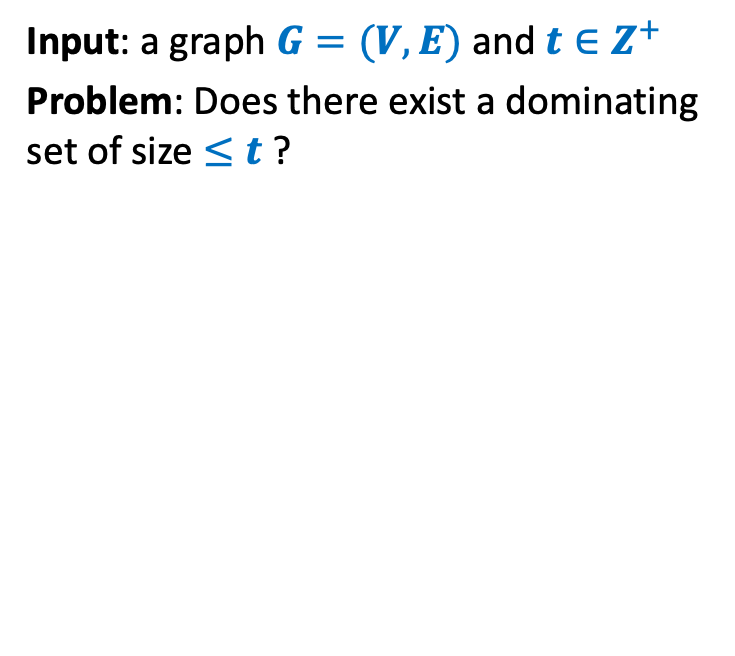 Input: a graph G = (V, E) and t ∈ Z⁺
Problem: Does there exist a dominating
set of size ≤ t ?